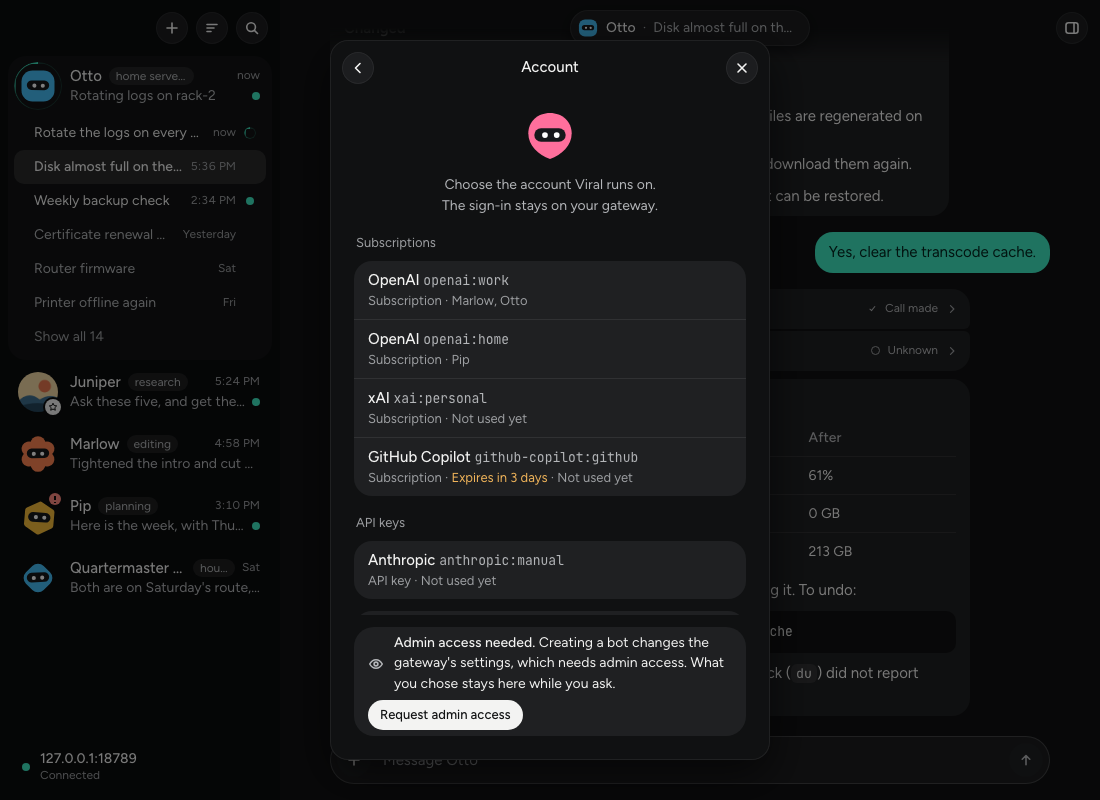 Otto home serve... now
Rotating logs on rack-2
Rotate the logs on every ... now
Disk almost full on the... 5:36 PM
Weekly backup check 2:34 PM
Certificate renewal ... Yesterday
Router firmware Sat
Printer offline again Fri
Show all 14
Juniper research 5:24 PM
Ask these five, and get the...
Marlow editing 4:58 PM
Tightened the intro and cut ...
Pip planning 3:10 PM
Here is the week, with Thu...
Quartermaster ... hou... Sat
Both are on Saturday's route,...
127.0.0.1:18789
Connected
Otto · Disk almost full on th...
Account
Choose the account Viral runs on.
The sign-in stays on your gateway.
Subscriptions
OpenAI openai:work
Subscription · Marlow, Otto
OpenAI openai:home
Subscription · Pip
xAI xai:personal
Subscription · Not used yet
GitHub Copilot github-copilot:github
Subscription · Expires in 3 days · Not used yet
API keys
Anthropic anthropic:manual
API key · Not used yet
Admin access needed. Creating a bot changes the
gateway's settings, which needs admin access. What
you chose stays here while you ask.
Request admin access
are regenerated on
download them again.
can be restored.
Yes, clear the transcode cache.
Call made
Unknown
After
61%
0 GB
213 GB
it. To undo:
(du) did not report
Message Otto